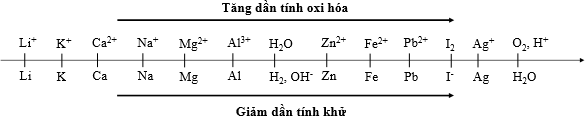 Tăng dần tính oxi hóa
Li⁺ K⁺ Ca²⁺ Na⁺ Mg²⁺ Al³⁺ H₂O Zn²⁺ Fe²⁺ Pb²⁺ I₂ Ag⁺ O₂, H⁺
Li K Ca Na Mg Al H₂, OH⁻ Zn Fe Pb I⁻ Ag H₂O
Giảm dần tính khử